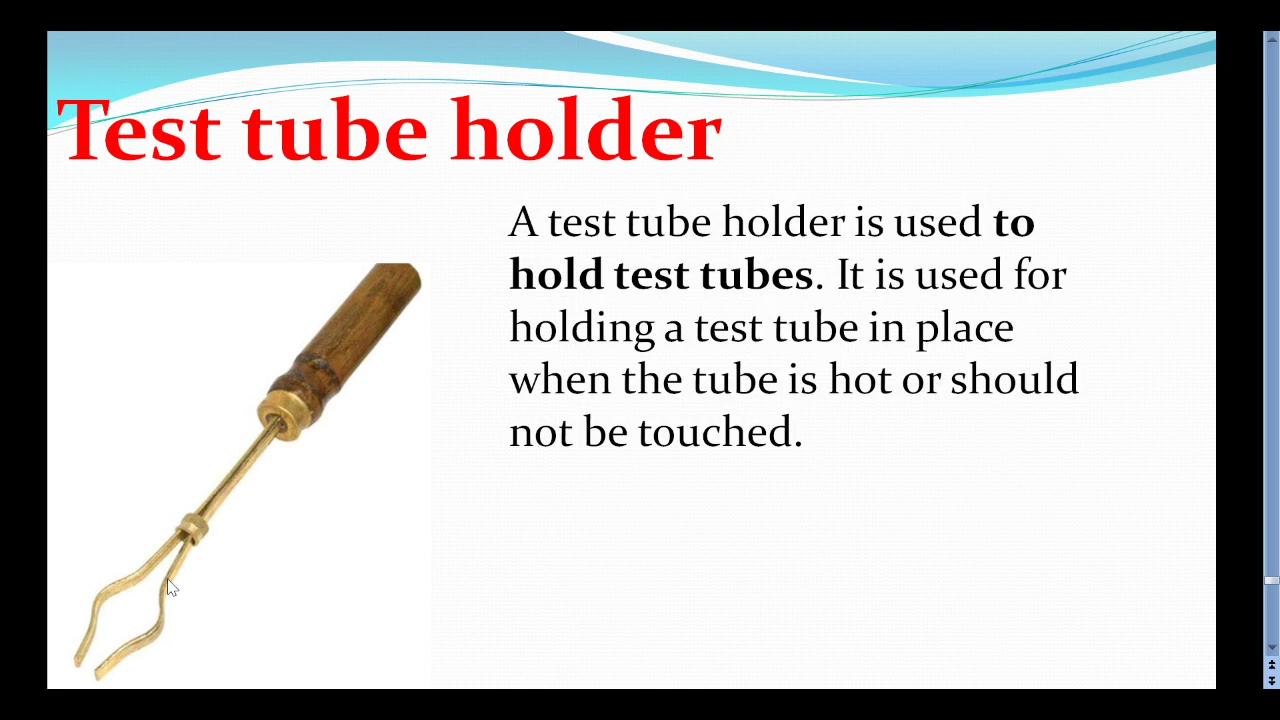 Test tube holder
A test tube holder is used to
hold test tubes. It is used for
holding a test tube in place
when the tube is hot or should
not be touched.